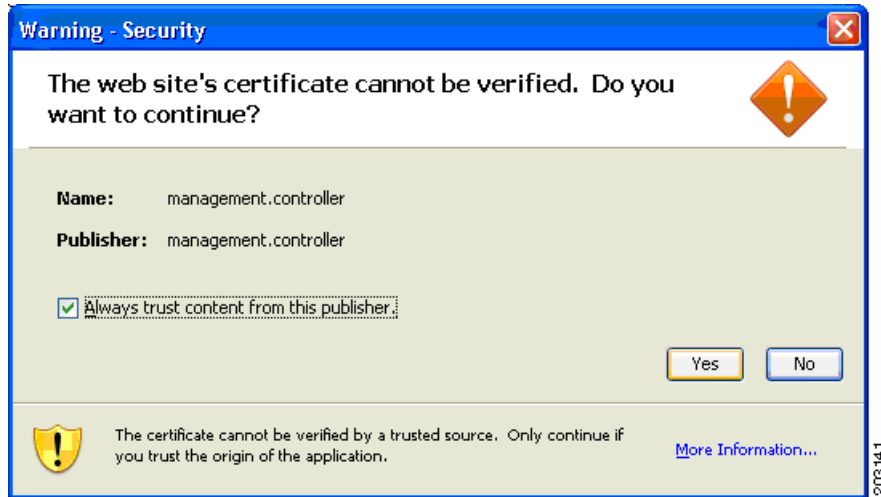 Warning - Security
The web site's certificate cannot be verified. Do you
want to continue?
Name: management.controller
Publisher: management.controller
Always trust content from this publisher.
Yes No
The certificate cannot be verified by a trusted source. Only continue if
you trust the origin of the application.
More Information...
203141